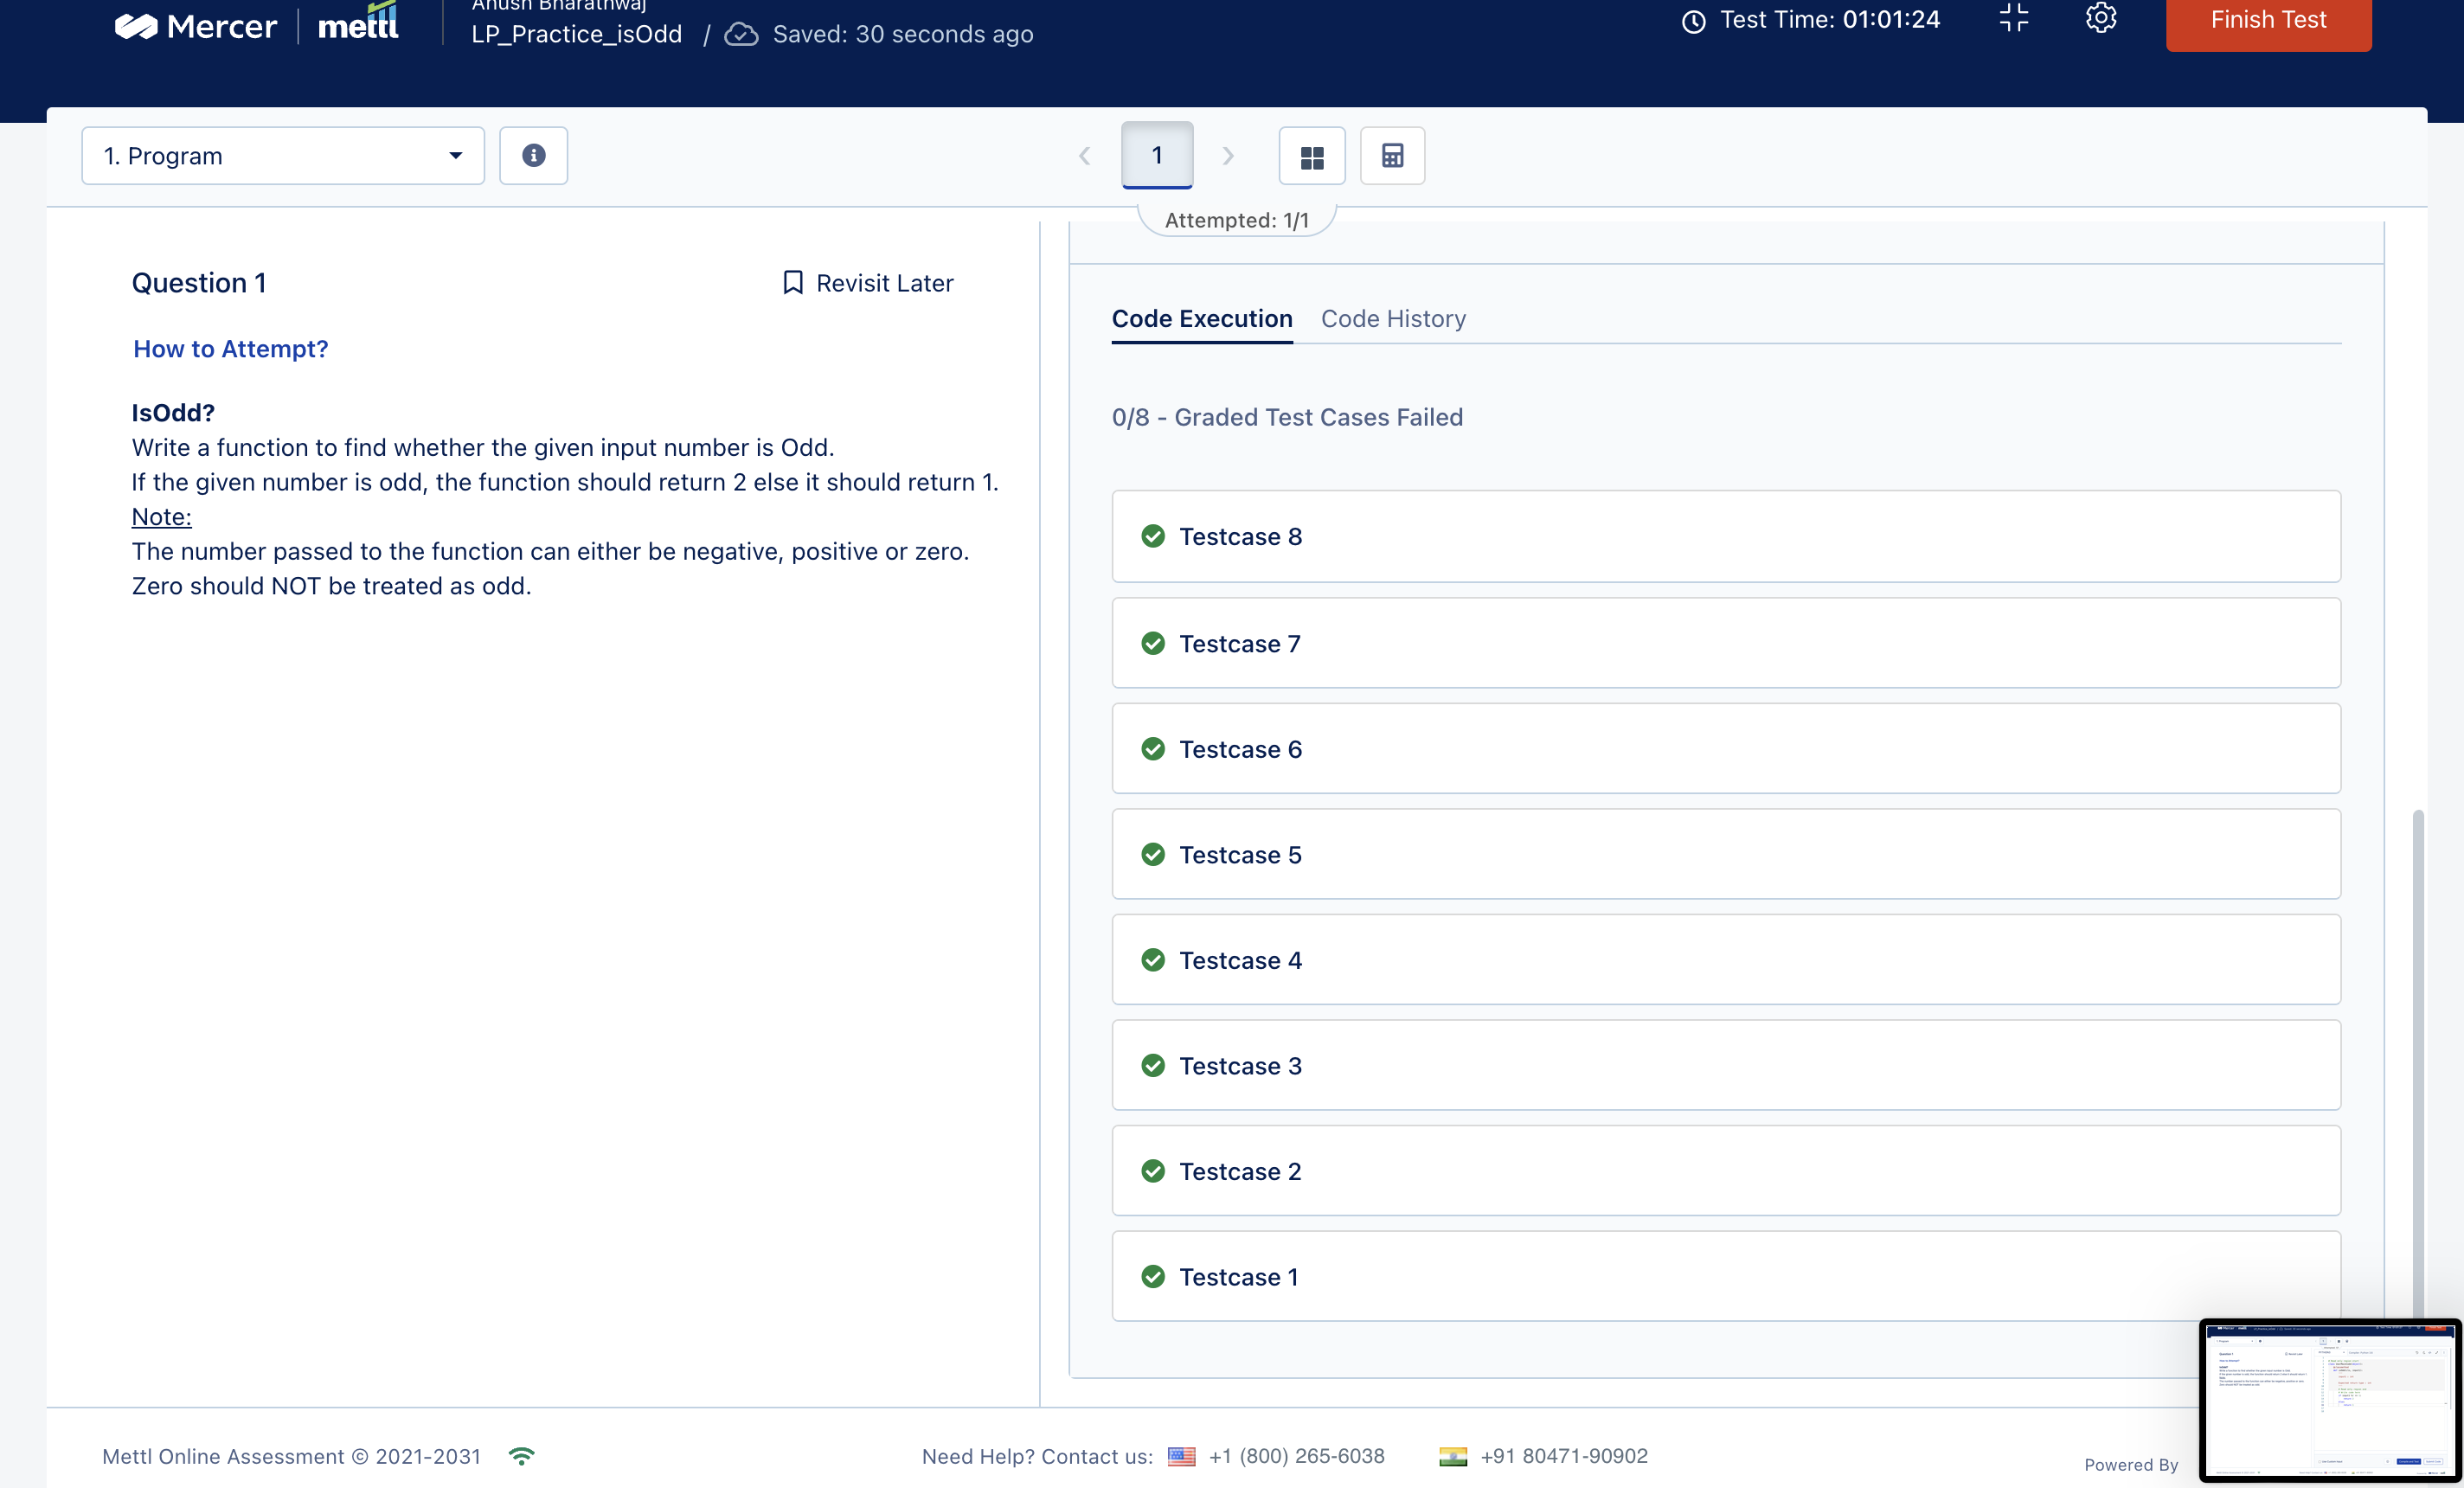 Mercer
mettl
Anush Bharathwaj
LP_Practice_isOdd / Saved: 30 seconds ago
Test Time: 01:01:24
Finish Test
1. Program
1
Attempted: 1/1
Question 1
Revisit Later
How to Attempt?
IsOdd?
Write a function to find whether the given input number is Odd.
If the given number is odd, the function should return 2 else it should return 1.
Note:
The number passed to the function can either be negative, positive or zero.
Zero should NOT be treated as odd.
Code Execution
Code History
0/8 - Graded Test Cases Failed
Testcase 8
Testcase 7
Testcase 6
Testcase 5
Testcase 4
Testcase 3
Testcase 2
Testcase 1
Mettl Online Assessment © 2021-2031
Need Help? Contact us: +1 (800) 265-6038 +91 80471-90902
Powered By